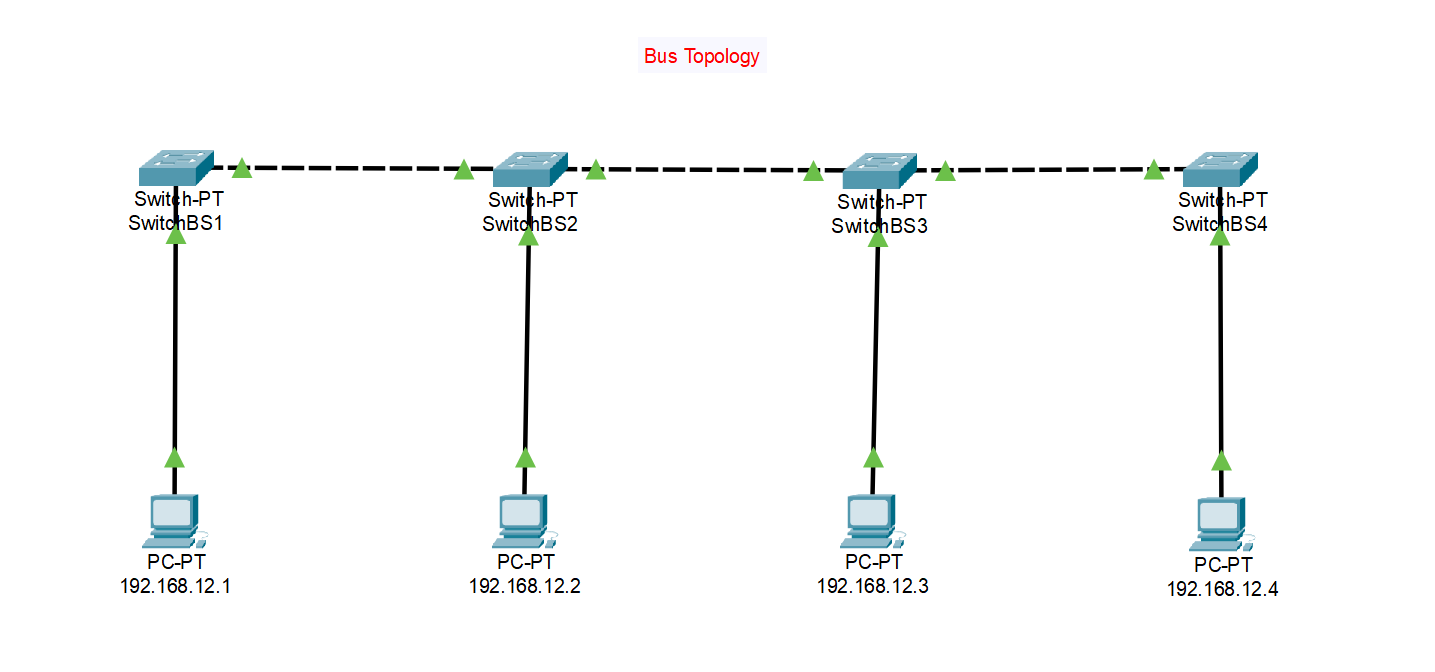 Bus Topology
Switch-PT
SwitchBS1
Switch-PT
SwitchBS2
Switch-PT
SwitchBS3
Switch-PT
SwitchBS4
PC-PT
192.168.12.1
PC-PT
192.168.12.2
PC-PT
192.168.12.3
PC-PT
192.168.12.4